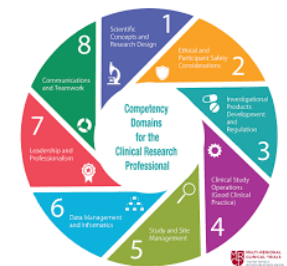 Competency
Domains
for the
Clinical Research
Professional
1
Scientific
Concepts and
Research Design
2
Ethical and
Participant Safety
Considerations
3
Investigational
Products
Development
and
Regulation
4
Clinical Study
Operations
(Good Clinical
Practice)
5
Study and Site
Management
6
Data Management
and Informatics
7
Leadership and
Professionalism
8
Communications
and Teamwork
MULTI-REGIONAL
CLINICAL TRIALS